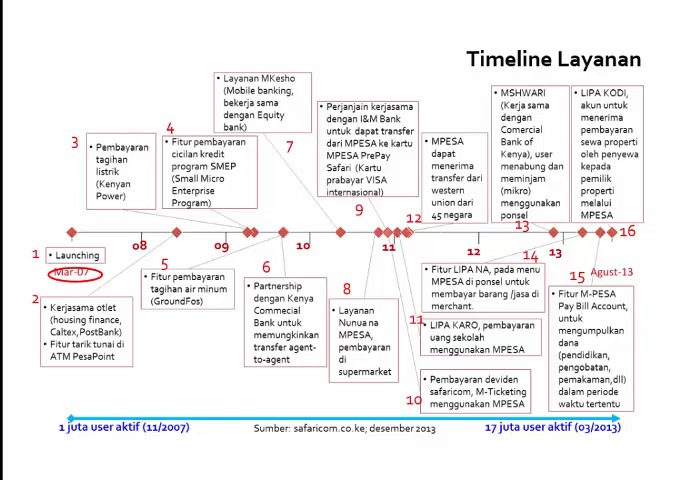 Timeline Layanan
3
• Pembayaran
tagihan
listrik
(Kenyan
Power)
4
• Fitur pembayaran
cicilan kredit
program SMEP
(Small Micro
Enterprise
Program)
• Layanan MKesho
(Mobile banking,
bekerja sama
dengan Equity
bank)
7
• Perjanjain kerjasama
dengan I&M Bank
untuk dapat transfer
dari MPESA ke kartu
MPESA PrePay
Safari (Kartu
prabayar VISA
internasional)
9
• MPESA
dapat
menerima
transfer dari
western
union dari
45 negara
12
• MSHWARI
(Kerja sama
dengan
Comercial
Bank of
Kenya), user
menabung dan
meminjam
(mikro)
menggunakan
ponsel
13
• LIPA KODI,
akun untuk
menerima
pembayaran
sewa properti
oleh penyewa
kepada
pemilik
properti
melalui
MPESA
16
08
09
10
11
12
13
1
• Launching
Mar-07
2
• Kerjasama otlet
(housing finance,
Caltex,PostBank)
• Fitur tarik tunai di
ATM PesaPoint
5
• Fitur pembayaran
tagihan air minum
(GroundFos)
6
• Partnership
dengan Kenya
Commecial
Bank untuk
memungkinkan
transfer agent-
to-agent
8
• Layanan
Nunua na
MPESA,
pembayaran
di
supermarket
14
• Fitur LIPA NA, pada menu
MPESA di ponsel untuk
membayar barang /jasa di
merchant.
11
• LIPA KARO, pembayaran
uang sekolah
menggunakan MPESA
10
• Pembayaran deviden
safaricom, M-Ticketing
menggunakan MPESA
15
Agust-13
• Fitur M-PESA
Pay Bill Account,
untuk
mengumpulkan
dana
(pendidikan,
pengobatan,
pemakaman,dll)
dalam periode
waktu tertentu
1 juta user aktif (11/2007)
Sumber: safaricom.co.ke; desember 2013
17 juta user aktif (03/2013)